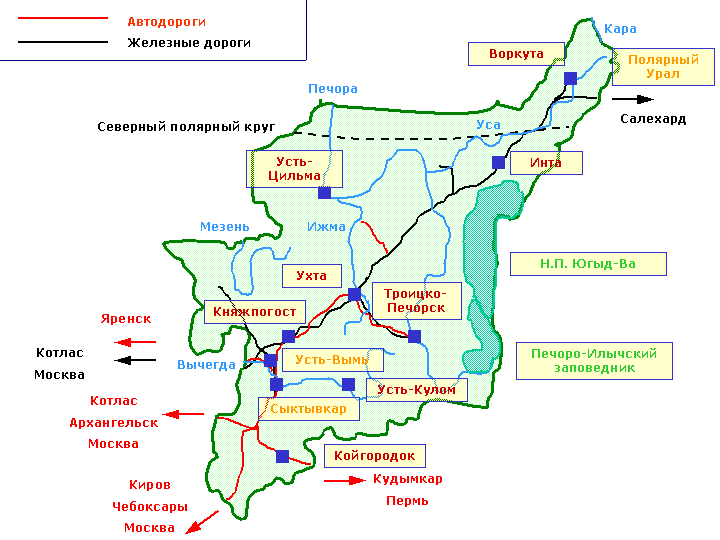 Автодороги
Железные дороги
Кара
Воркута
Полярный
Урал
Печора
Салехард
Северный полярный круг
Уса
Усть-
Цильма
Инта
Мезень
Ижма
Н.П. Югыд-Ва
Ухта
Троицко-
Печорск
Княжпогост
Яренск
Котлас
Москва
Вычегда
Усть-Вымь
Печоро-Илычский
заповедник
Усть-Кулом
Сыктывкар
Котлас
Архангельск
Москва
Койгородок
Кудымкар
Пермь
Киров
Чебоксары
Москва